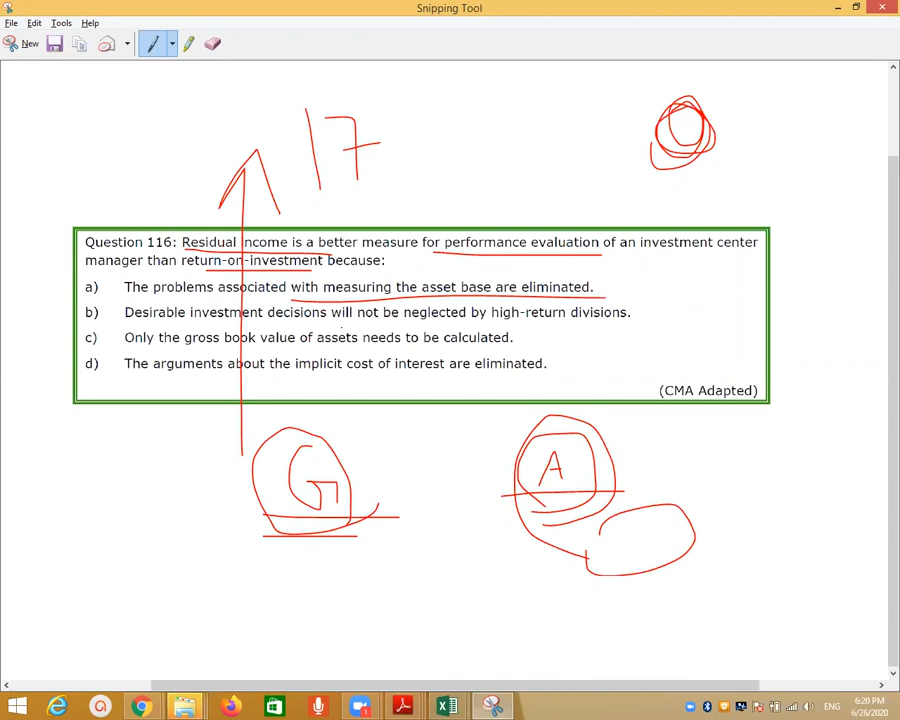 Snipping Tool
File Edit Tools Help
New
17
Question 116: Residual income is a better measure for performance evaluation of an investment center
manager than return-on-investment because:
a) The problems associated with measuring the asset base are eliminated.
b) Desirable investment decisions will not be neglected by high-return divisions.
c) Only the gross book value of assets needs to be calculated.
d) The arguments about the implicit cost of interest are eliminated.
(CMA Adapted)
G A
ENG 6:20 PM
6/26/2020